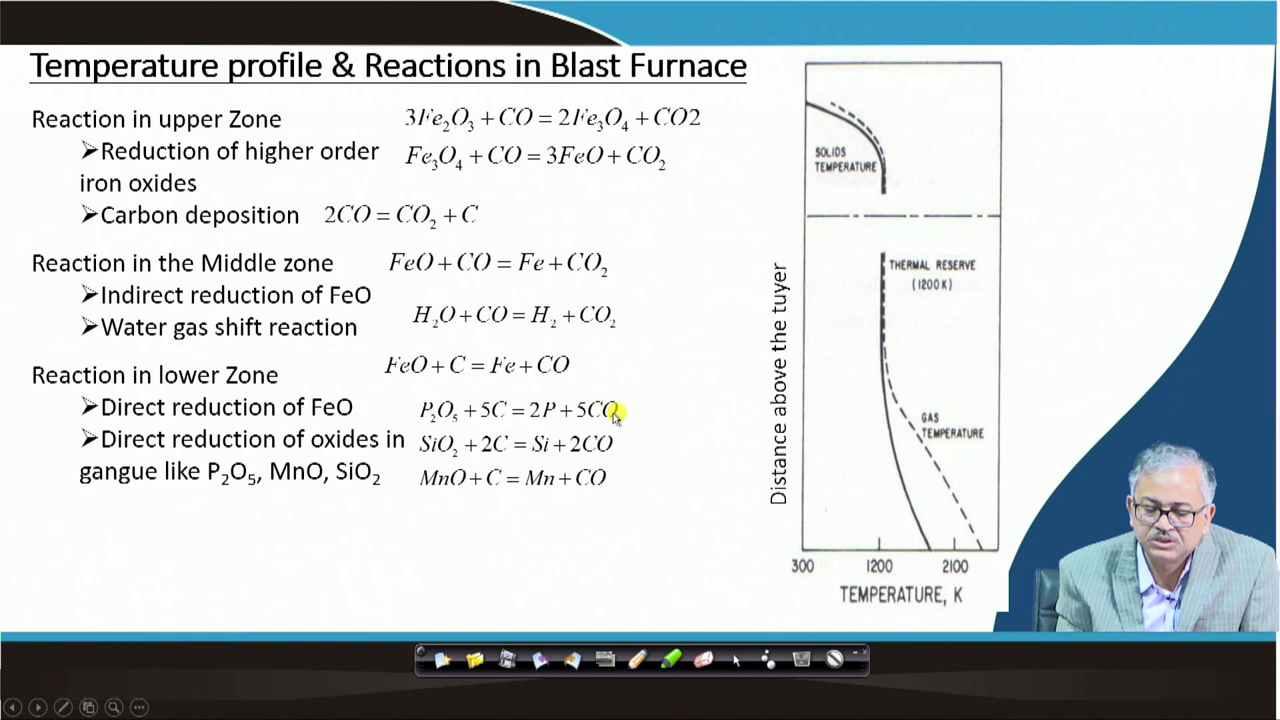 Temperature profile & Reactions in Blast Furnace
Reaction in upper Zone
3Fe₂O₃ + CO = 2Fe₃O₄ + CO2
➢Reduction of higher order
iron oxides
Fe₃O₄ + CO = 3FeO + CO₂
➢Carbon deposition
2CO = CO₂ + C
Reaction in the Middle zone
FeO + CO = Fe + CO₂
➢Indirect reduction of FeO
➢Water gas shift reaction
H₂O + CO = H₂ + CO₂
Reaction in lower Zone
FeO + C = Fe + CO
➢Direct reduction of FeO
P₂O₅ + 5C = 2P + 5CO
➢Direct reduction of oxides in
gangue like P₂O₅, MnO, SiO₂
SiO₂ + 2C = Si + 2CO
MnO + C = Mn + CO
Distance above the tuyer
SOLIDS
TEMPERATURE
THERMAL RESERVE
(1200K)
GAS
TEMPERATURE
300
1200
2100
TEMPERATURE, K